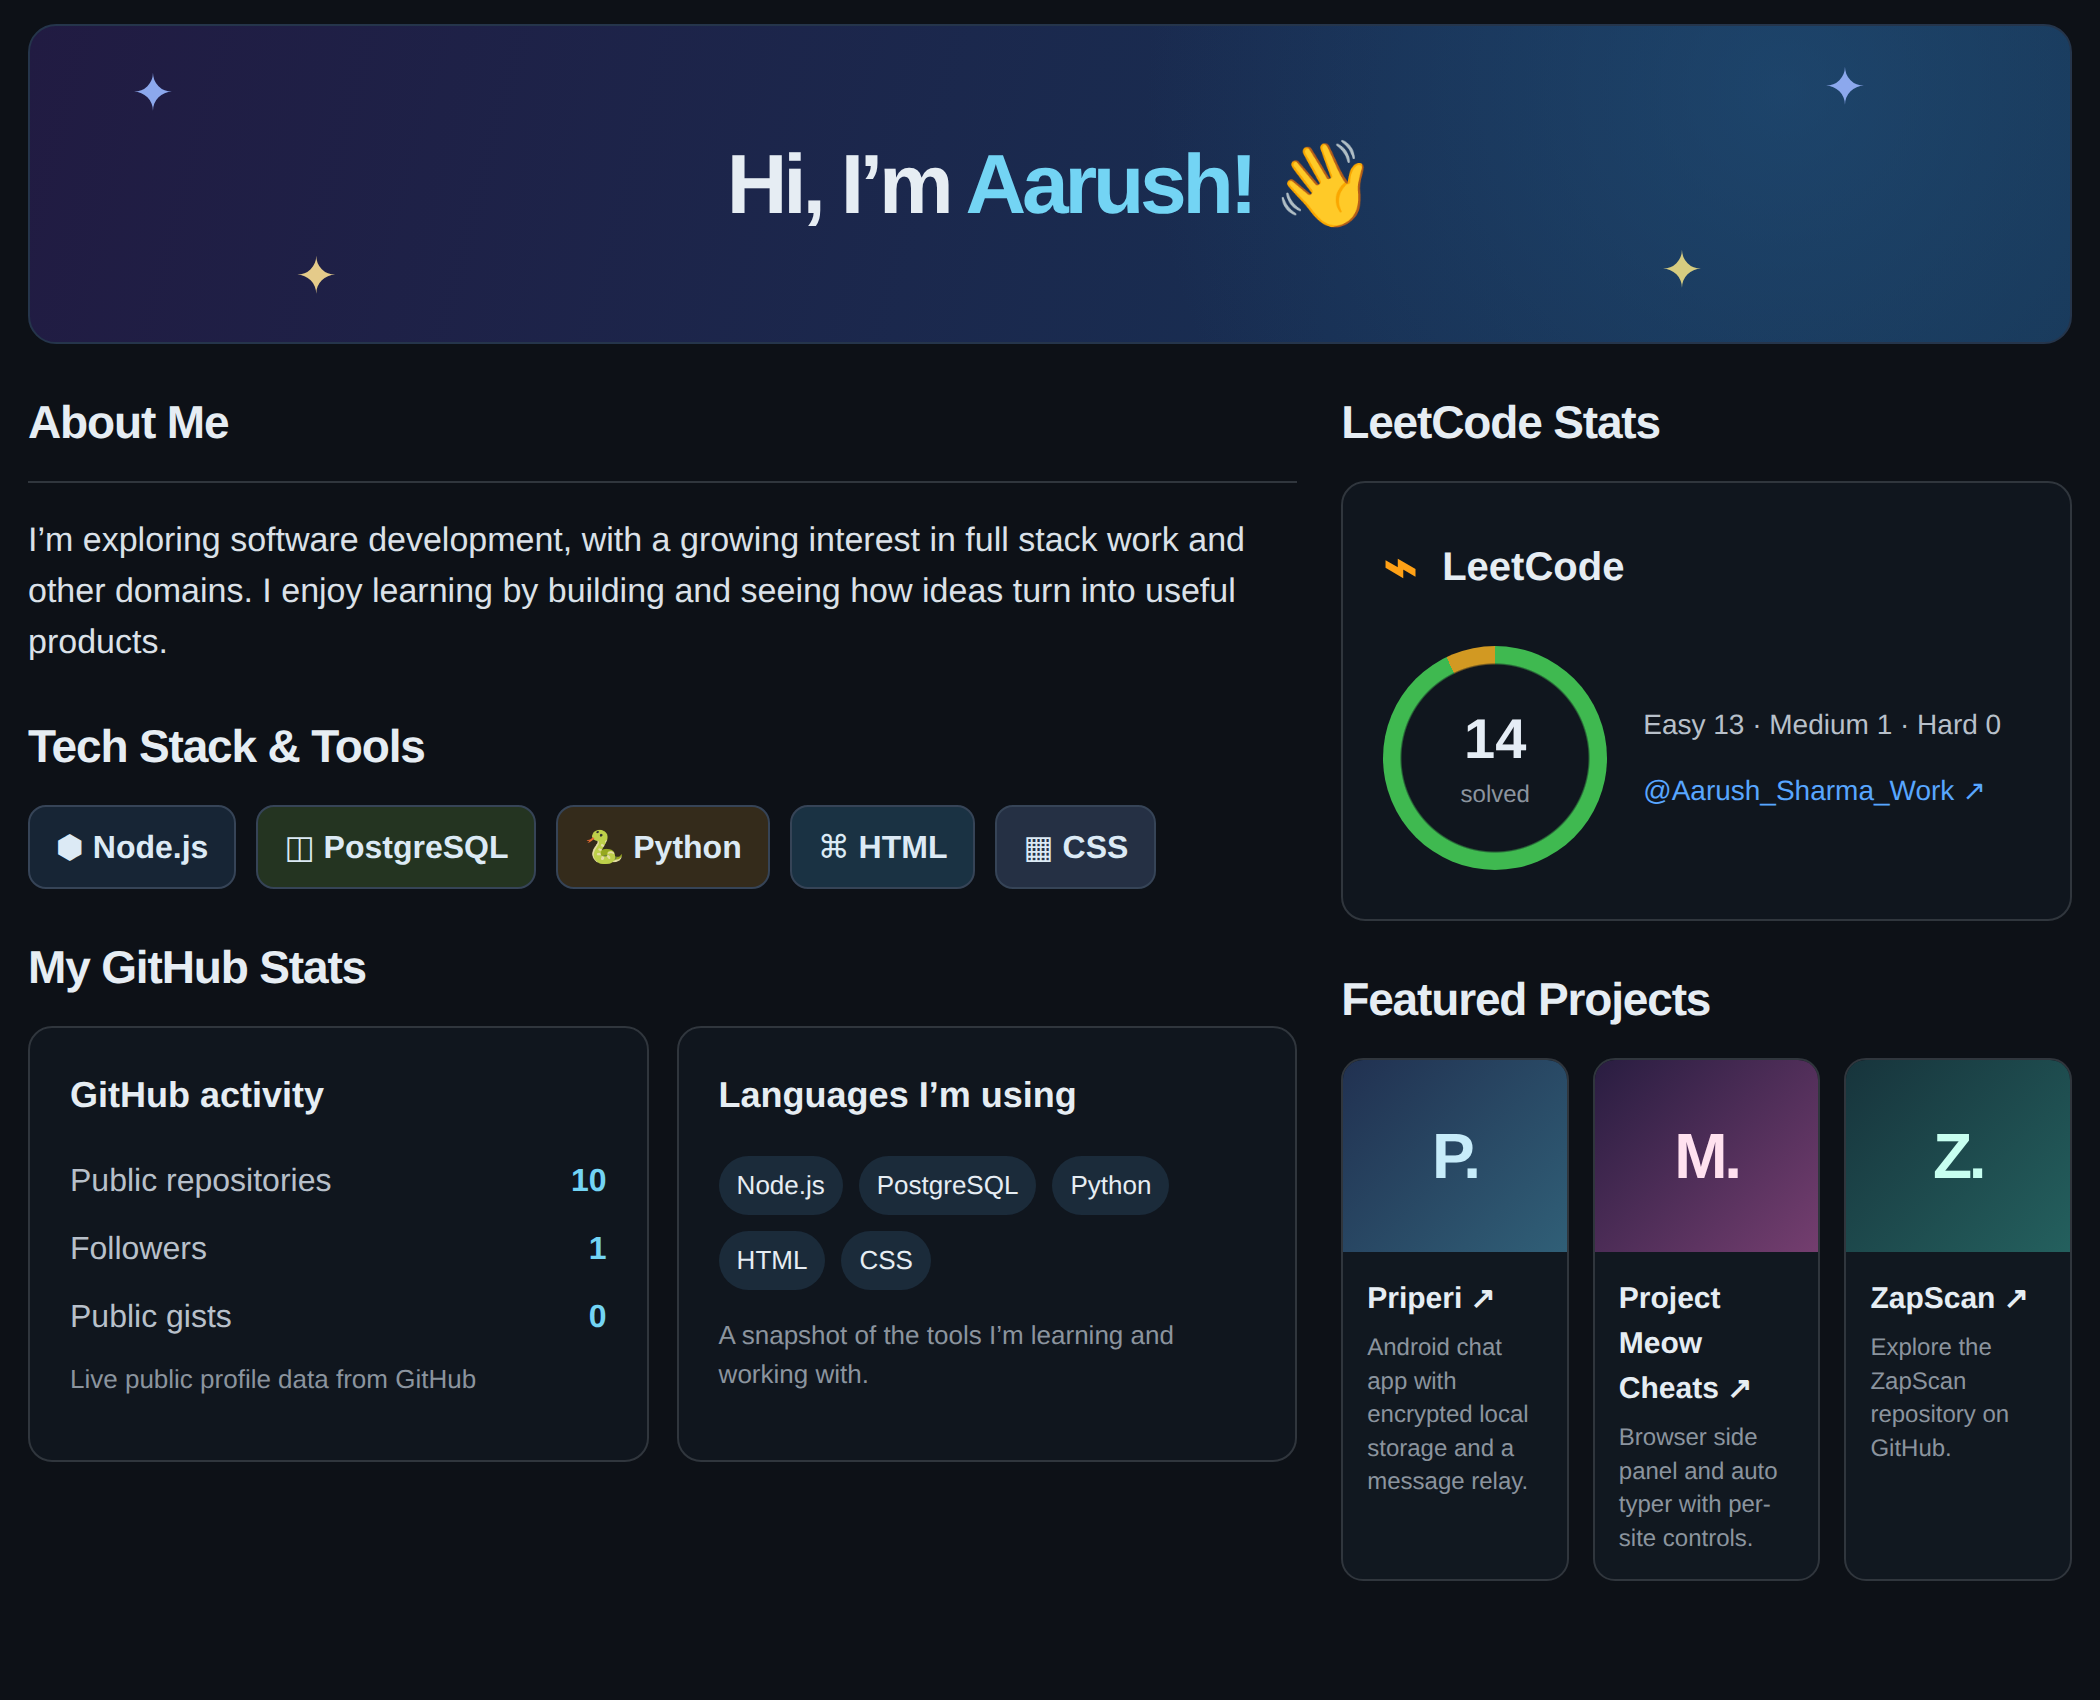 Hi, I’m Aarush! 👋
About Me
I’m exploring software development, with a growing interest in full stack work and
other domains. I enjoy learning by building and seeing how ideas turn into useful
products.
Tech Stack & Tools
⬢ Node.js
◫ PostgreSQL
🐍 Python
⌘ HTML
▦ CSS
My GitHub Stats
GitHub activity
Public repositories 10
Followers 1
Public gists 0
Live public profile data from GitHub
Languages I’m using
Node.js PostgreSQL Python
HTML CSS
A snapshot of the tools I’m learning and
working with.
LeetCode Stats
⌁ LeetCode
14
solved
Easy 13 · Medium 1 · Hard 0
@Aarush_Sharma_Work ↗
Featured Projects
P.
Priperi ↗
Android chat
app with
encrypted local
storage and a
message relay.
M.
Project
Meow
Cheats ↗
Browser side
panel and auto
typer with per-
site controls.
Z.
ZapScan ↗
Explore the
ZapScan
repository on
GitHub.